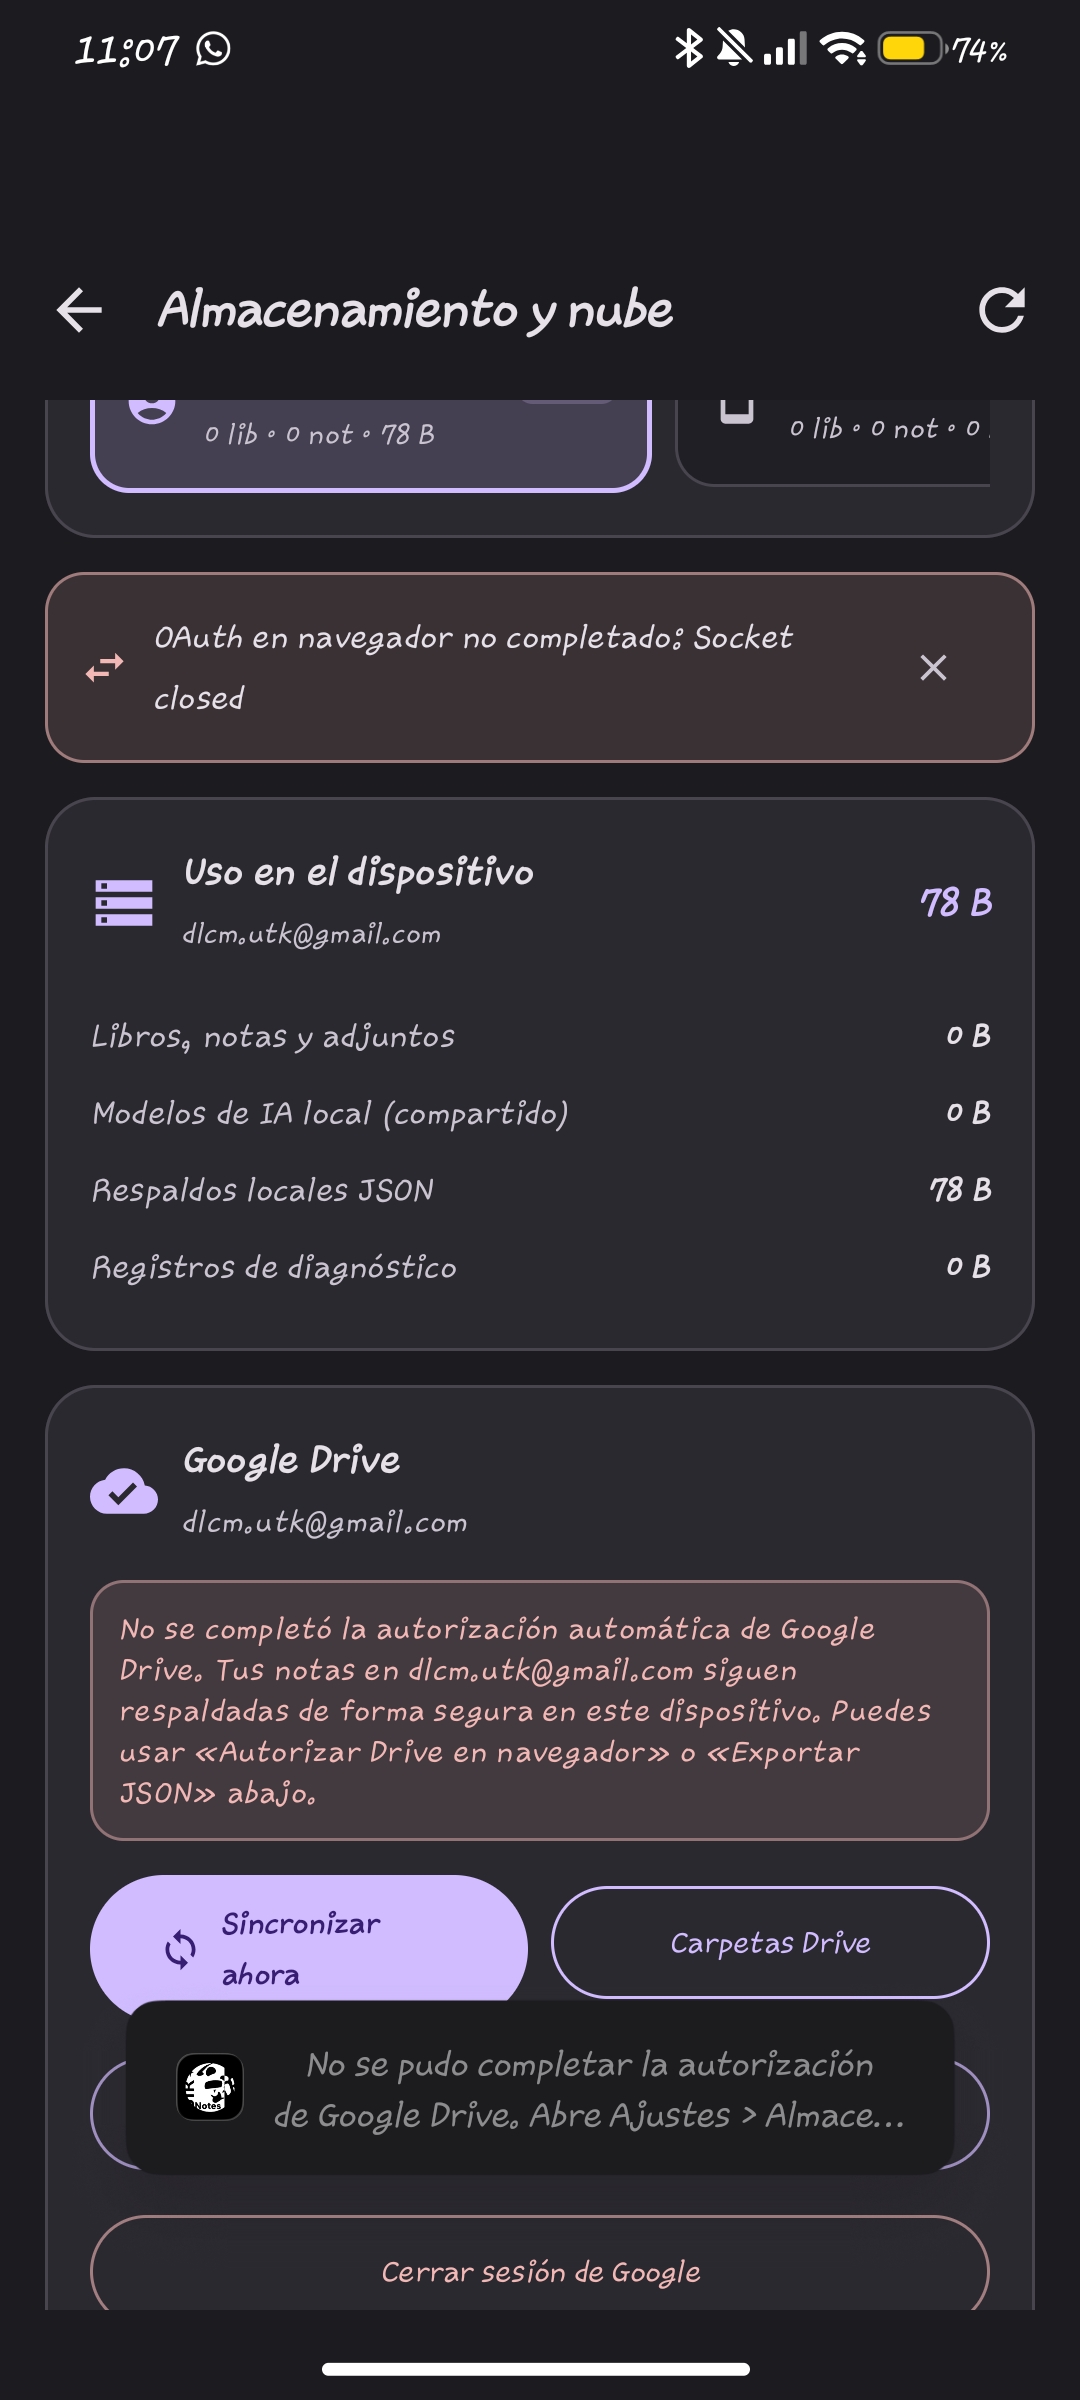 11:07
74%
Almacenamiento y nube
0 lib • 0 not • 78 B
0 lib • 0 not • 0
OAuth en navegador no completado: Socket
closed
Uso en el dispositivo
78 B
dlcm.utk@gmail.com
Libros, notas y adjuntos
0 B
Modelos de IA local (compartido)
0 B
Respaldos locales JSON
78 B
Registros de diagnóstico
0 B
Google Drive
dlcm.utk@gmail.com
No se completó la autorización automática de Google
Drive. Tus notas en dlcm.utk@gmail.com siguen
respaldadas de forma segura en este dispositivo. Puedes
usar «Autorizar Drive en navegador» o «Exportar
JSON» abajo.
Sincronizar
ahora
Carpetas Drive
Notes
No se pudo completar la autorización
de Google Drive. Abre Ajustes > Almace...
Cerrar sesión de Google